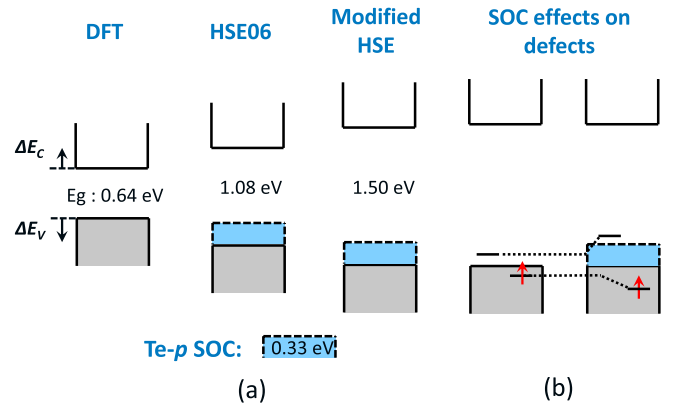 DFT
HSE06
Modified
HSE
SOC effects on
defects
ΔE_C
Eg : 0.64 eV
1.08 eV
1.50 eV
ΔE_V
Te-p SOC:
0.33 eV
(a)
(b)